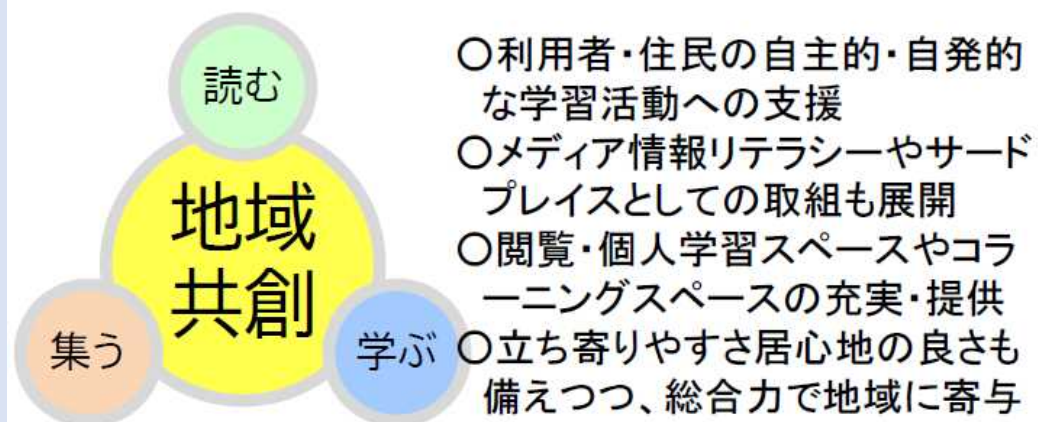 読む
地域
共創
集う
学ぶ
〇利用者・住民の自主的・自発的
な学習活動への支援
〇メディア情報リテラシーやサード
プレイスとしての取組も展開
〇閲覧・個人学習スペースやコラ
ーニングスペースの充実・提供
〇立ち寄りやすさ居心地の良さも
備えつつ、総合力で地域に寄与